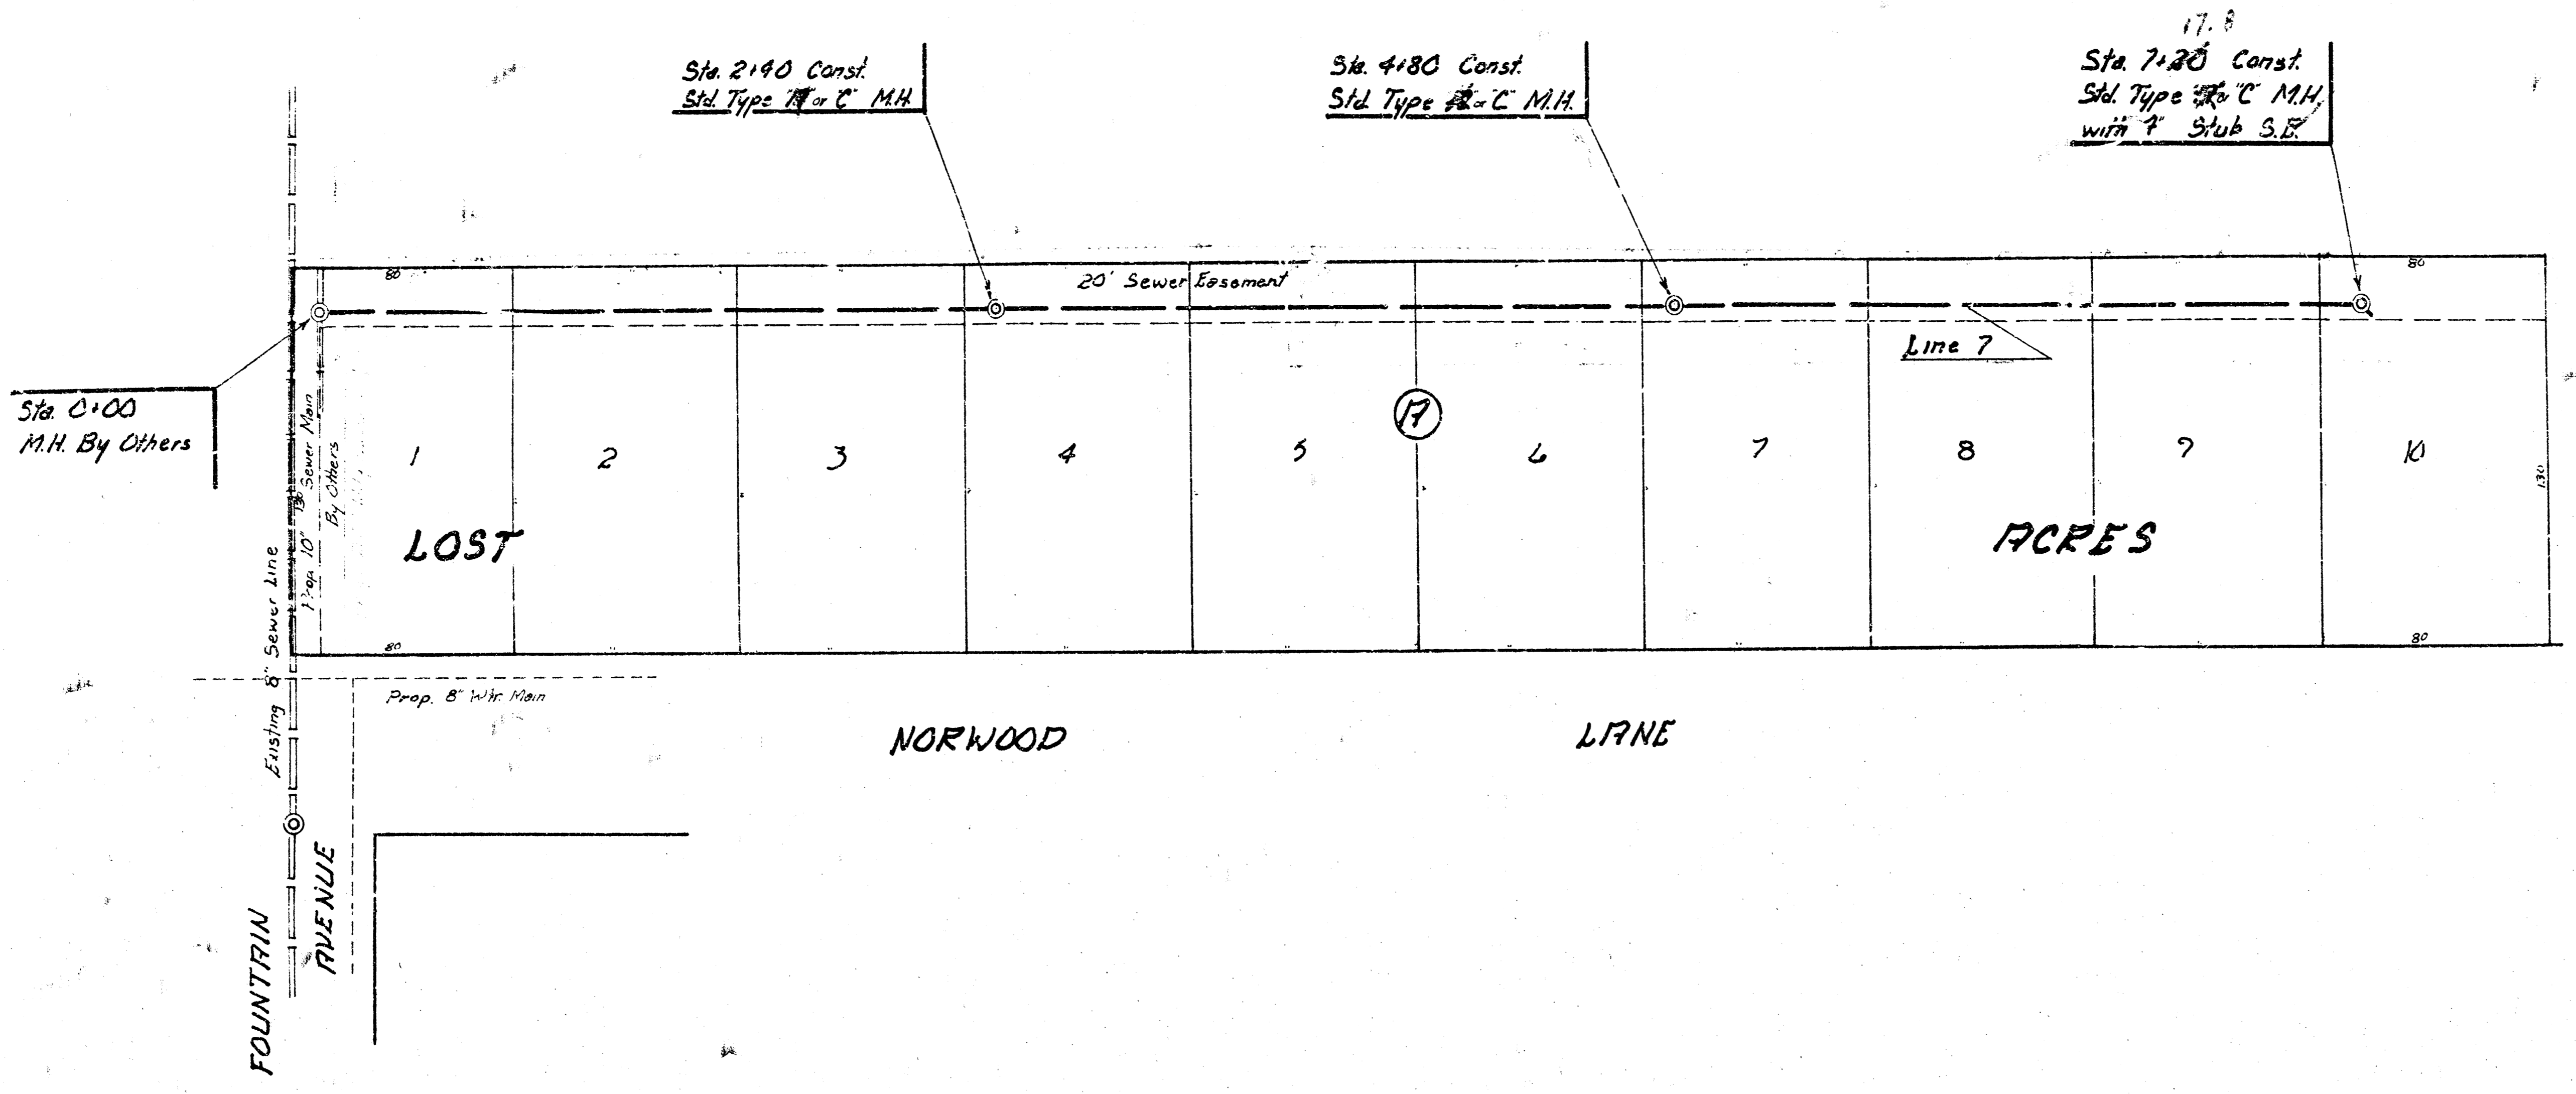 17.8
Sta. 2+40 Const.
Std. Type or "C" M.H.
Sta. 4+80 Const.
Std. Type or "C" M.H.
Sta. 7+20 Const.
Std. Type or "C" M.H.
with 4" Stub S.E.
80
20' Sewer Easement
80
Line 7
Sta. 0+00
M.H. By Others
A
1
2
3
4
5
6
7
8
9
10
130
Prop. 10" Sewer Main
By Others
130
LOST
ACRES
80
80
Existing 8" Sewer Line
Prop. 8" Wtr. Main
NORWOOD
LANE
FOUNTAIN
AVENUE